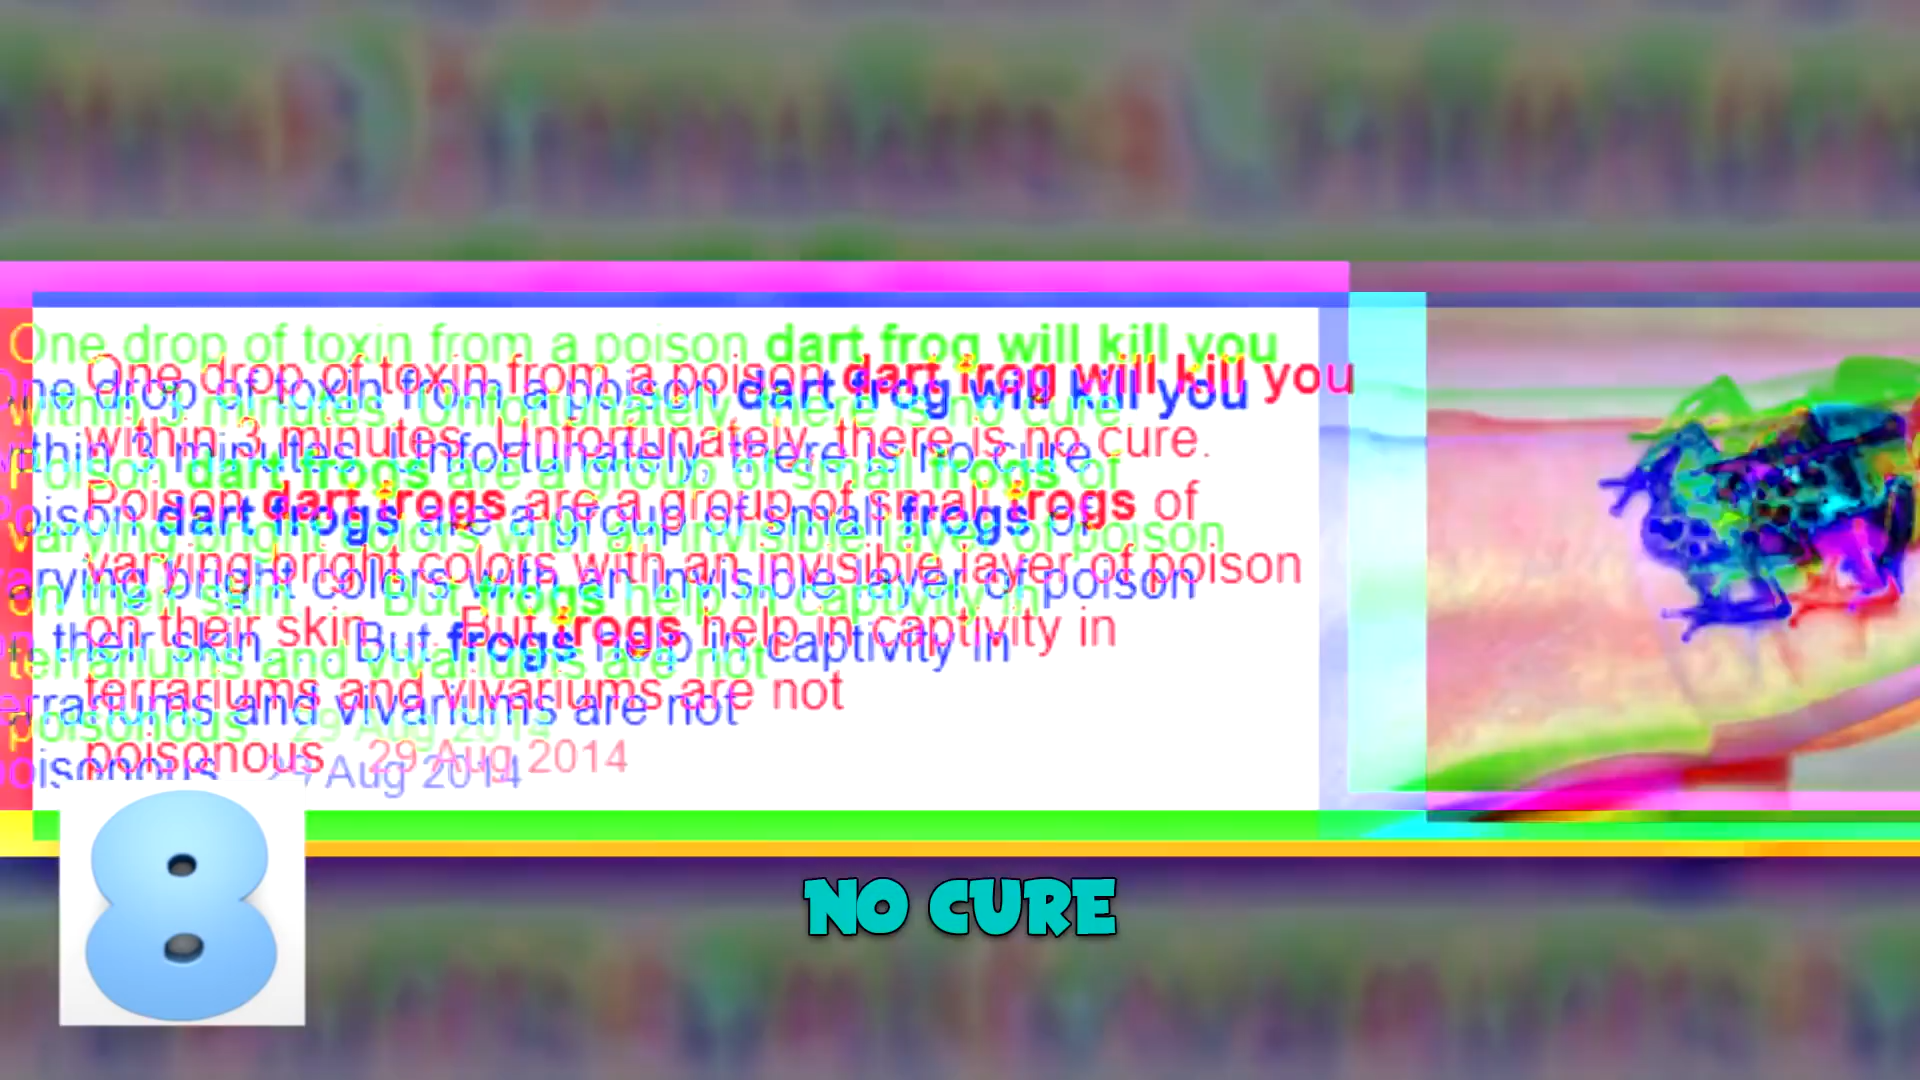 One drop of toxin from a poison dart frog will kill you
within 3 minutes. Unfortunately, there is no cure.
Poison dart frogs are a group of small frogs of
varying bright colors with an invisible layer of poison
on their skin. ... But frogs help in captivity in
terrariums and vivariums are not
poisonous. 29 Aug 2014
8
NO CURE